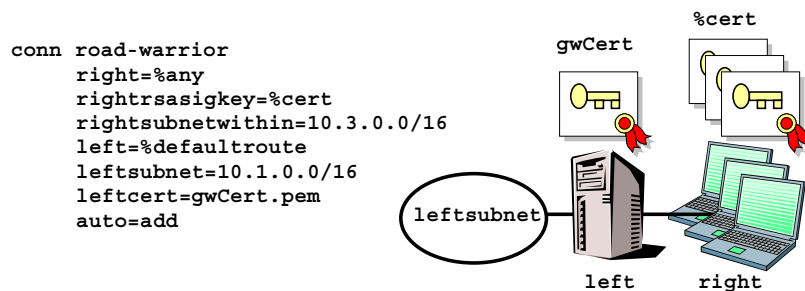 conn road-warrior
right=%any
rightrsasigkey=%cert
rightsubnetwithin=10.3.0.0/16
left=%defaultroute
leftsubnet=10.1.0.0/16
leftcert=gwCert.pem
auto=add
gwCert
%cert
leftsubnet
left
right